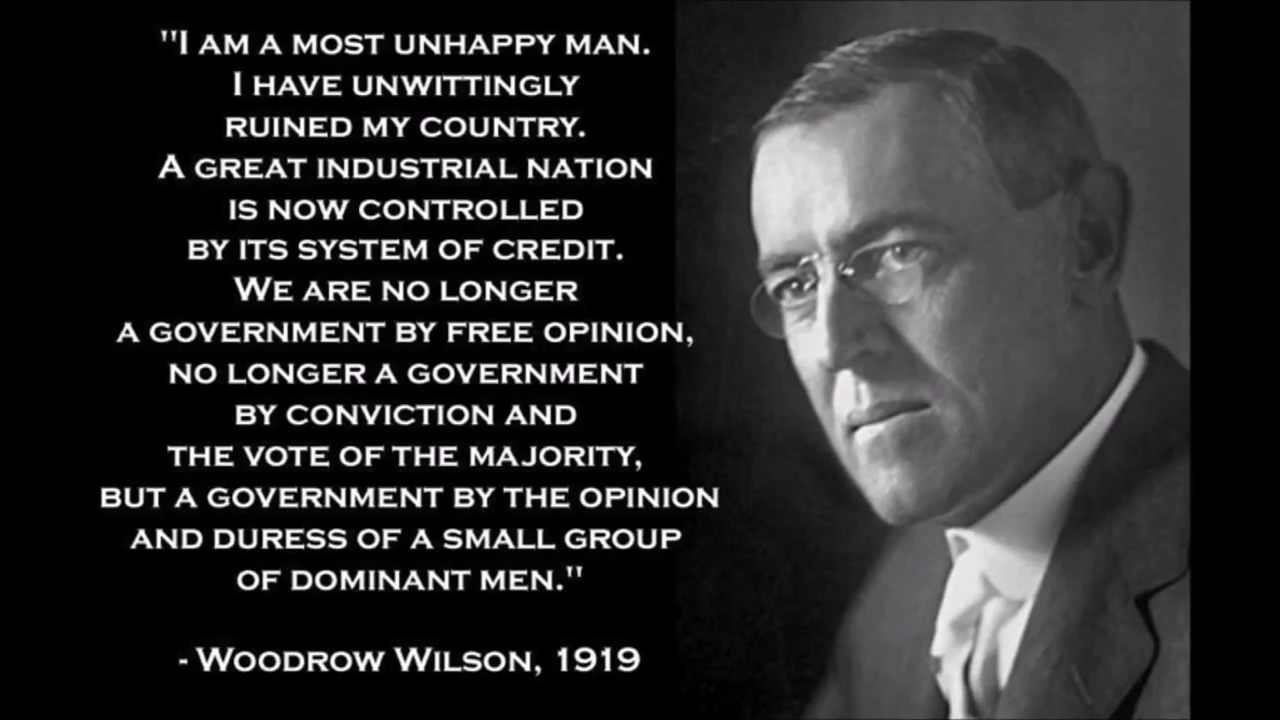 "I AM A MOST UNHAPPY MAN.
I HAVE UNWITTINGLY
RUINED MY COUNTRY.
A GREAT INDUSTRIAL NATION
IS NOW CONTROLLED
BY ITS SYSTEM OF CREDIT.
WE ARE NO LONGER
A GOVERNMENT BY FREE OPINION,
NO LONGER A GOVERNMENT
BY CONVICTION AND
THE VOTE OF THE MAJORITY,
BUT A GOVERNMENT BY THE OPINION
AND DURESS OF A SMALL GROUP
OF DOMINANT MEN."
- WOODROW WILSON, 1919